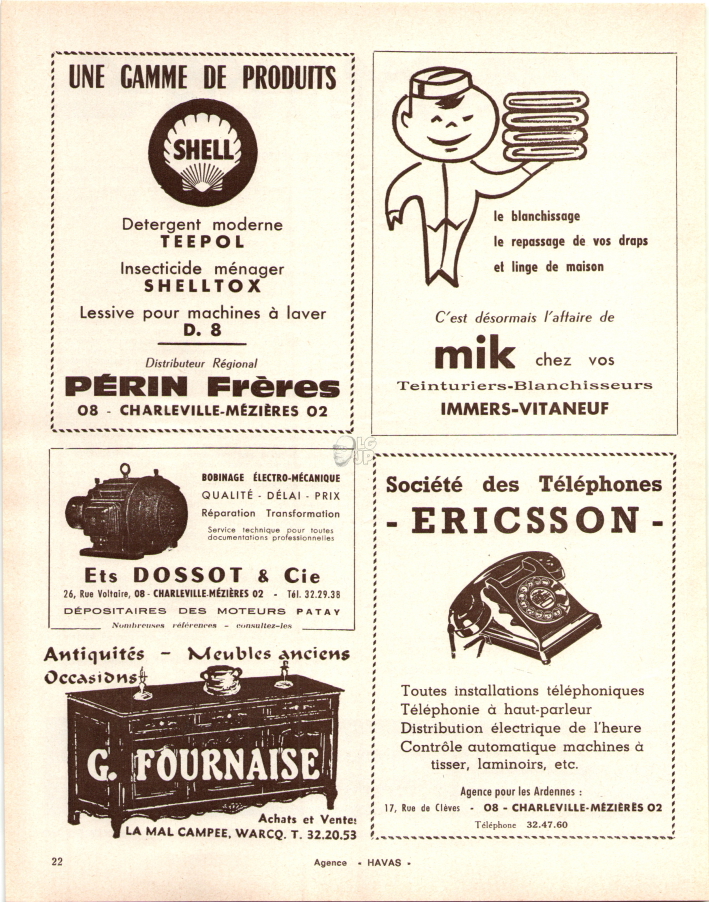 UNE GAMME DE PRODUITS
SHELL
Detergent moderne
TEEPOL
Insecticide ménager
SHELLTOX
Lessive pour machines à laver
D. 8
Distributeur Régional
PÉRIN Frères
08 - CHARLEVILLE-MÉZIÈRES 02
le blanchissage
le repassage de vos draps
et linge de maison
C'est désormais l'affaire de
mik chez vos
Teinturiers-Blanchisseurs
IMMERS-VITANEUF
LG
JP
BOBINAGE ÉLECTRO-MÉCANIQUE
QUALITÉ - DÉLAI - PRIX
Réparation Transformation
Service technique pour toutes
documentations professionnelles
Ets DOSSOT & Cie
26, Rue Voltaire, 08 - CHARLEVILLE-MÉZIÈRES 02 - Tél. 32.29.38
DÉPOSITAIRES DES MOTEURS PATAY
Nombreuses références - consultez-les
Société des Téléphones
- ERICSSON -
Toutes installations téléphoniques
Téléphonie à haut-parleur
Distribution électrique de l'heure
Contrôle automatique machines à
tisser, laminoirs, etc.
Agence pour les Ardennes :
17, Rue de Clèves - 08 - CHARLEVILLE-MÉZIÈRES 02
Téléphone 32.47.60
Antiquités - Meubles anciens
Occasions
G. FOURNAISE
Achats et Ventes
LA MAL CAMPEE, WARCQ. T. 32.20.53
22
Agence « HAVAS »